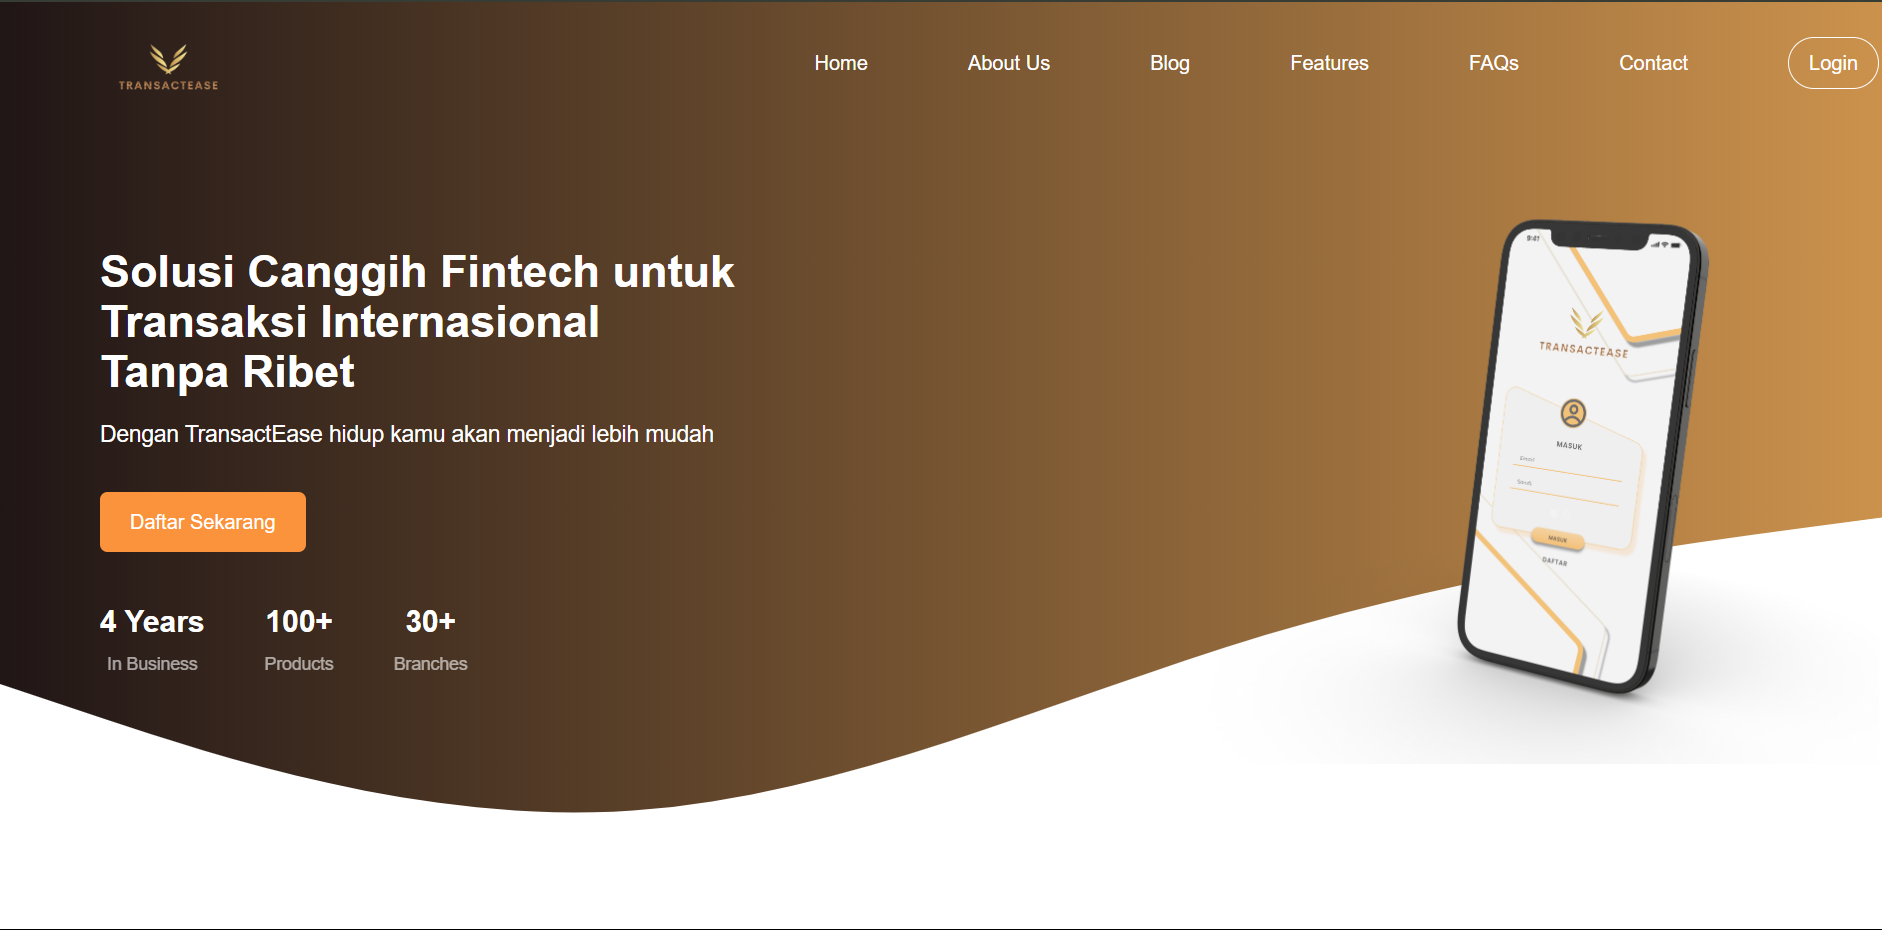 TRANSACTEASE
Home
About Us
Blog
Features
FAQs
Contact
Login
Solusi Canggih Fintech untuk
Transaksi Internasional
Tanpa Ribet
Dengan TransactEase hidup kamu akan menjadi lebih mudah
Daftar Sekarang
4 Years
100+
30+
In Business
Products
Branches
9:41
TRANSACTEASE
MASUK
Email
MASUK
DAFTAR